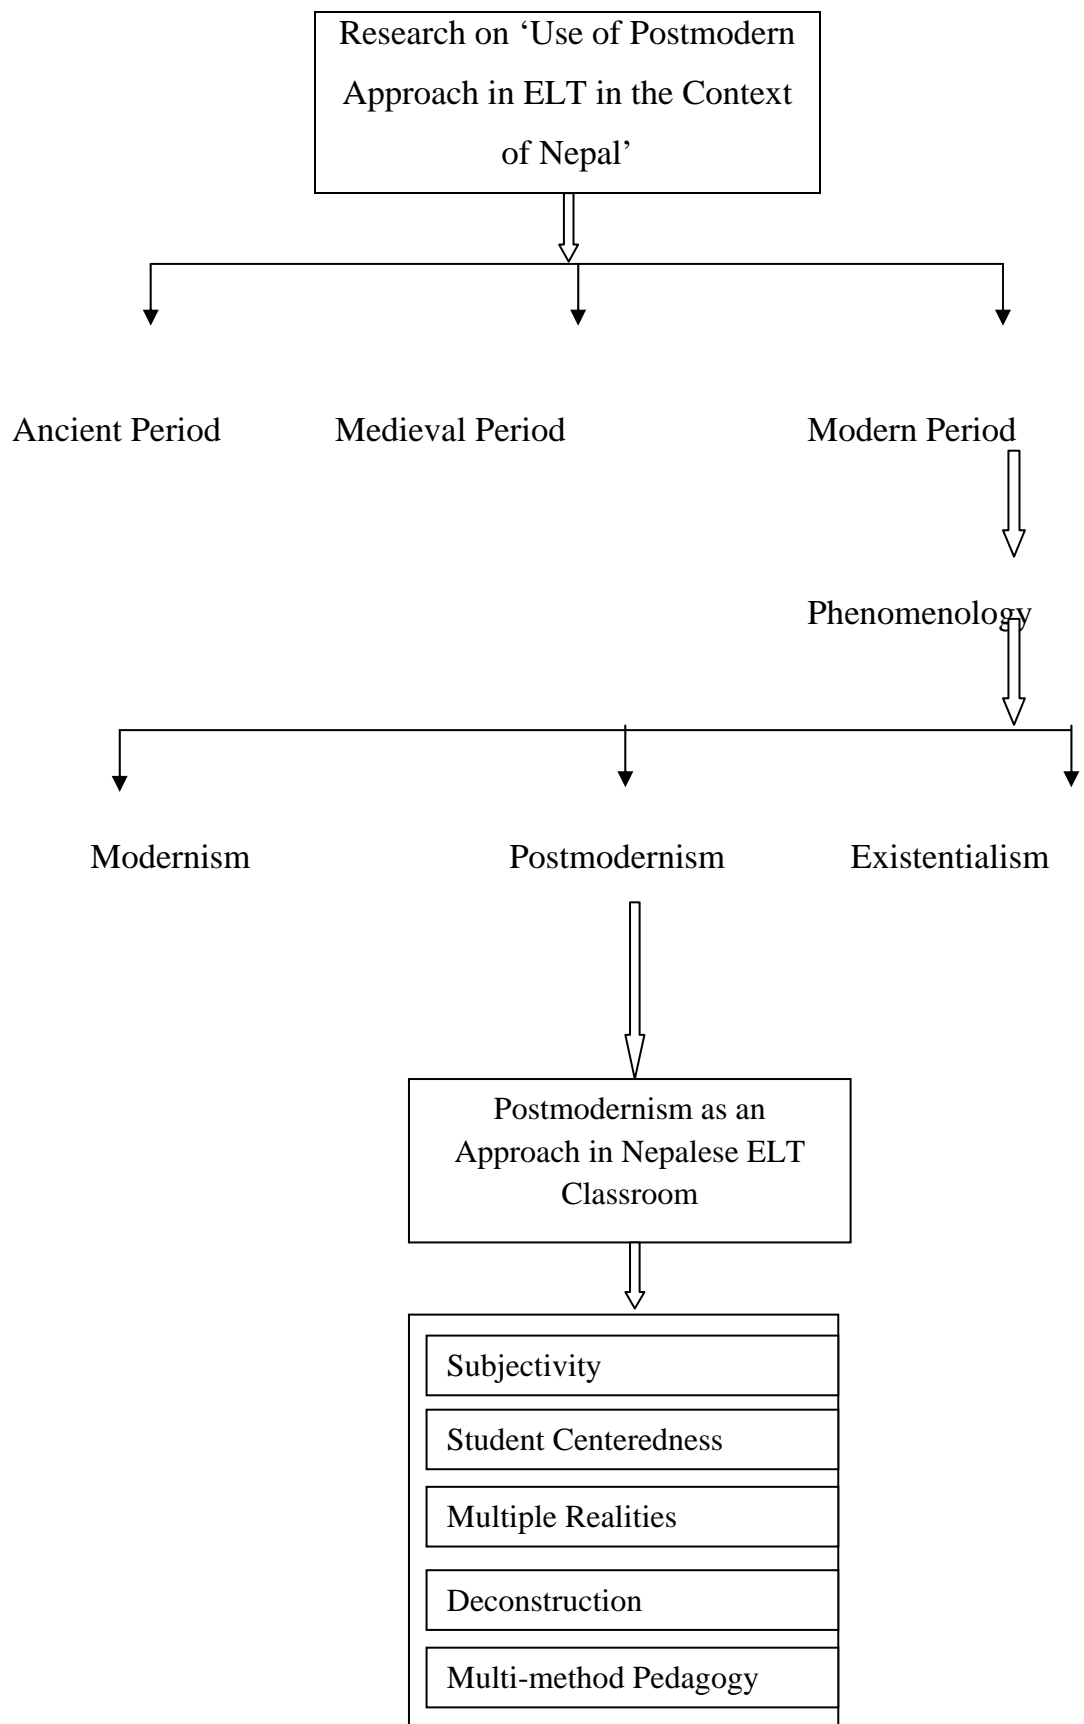 Research on ‘Use of Postmodern
Approach in ELT in the Context
of Nepal’
Ancient Period
Medieval Period
Modern Period
Phenomenology
Modernism
Postmodernism
Existentialism
Postmodernism as an
Approach in Nepalese ELT
Classroom
Subjectivity
Student Centeredness
Multiple Realities
Deconstruction
Multi-method Pedagogy